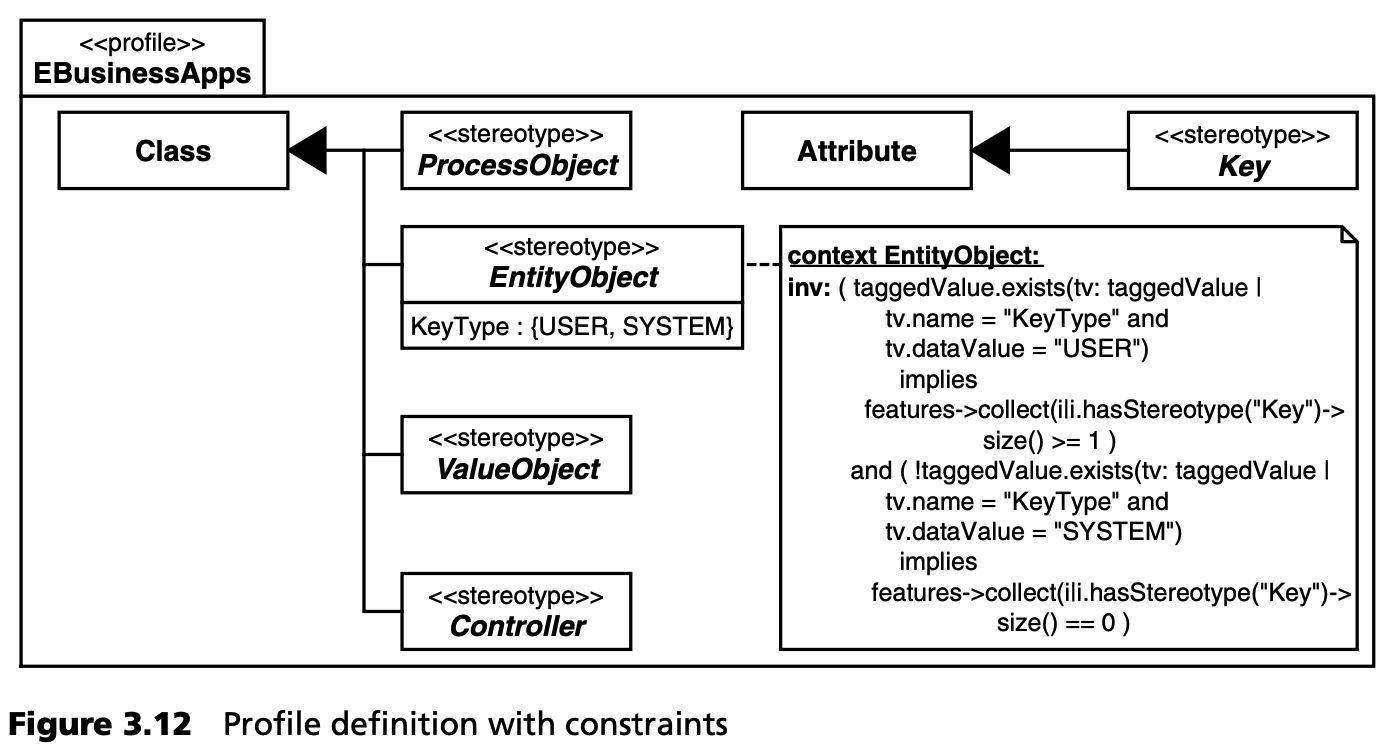 <<profile>>
EBusinessApps
Class
<<stereotype>>
ProcessObject
Attribute
<<stereotype>>
Key
<<stereotype>>
EntityObject
KeyType : {USER, SYSTEM}
context EntityObject:
inv: ( taggedValue.exists(tv: taggedValue |
tv.name = "KeyType" and
tv.dataValue = "USER")
implies
features->collect(ili.hasStereotype("Key")->
size() >= 1 )
and ( !taggedValue.exists(tv: taggedValue |
tv.name = "KeyType" and
tv.dataValue = "SYSTEM")
implies
features->collect(ili.hasStereotype("Key")->
size() == 0 )
<<stereotype>>
ValueObject
<<stereotype>>
Controller
Figure 3.12 Profile definition with constraints